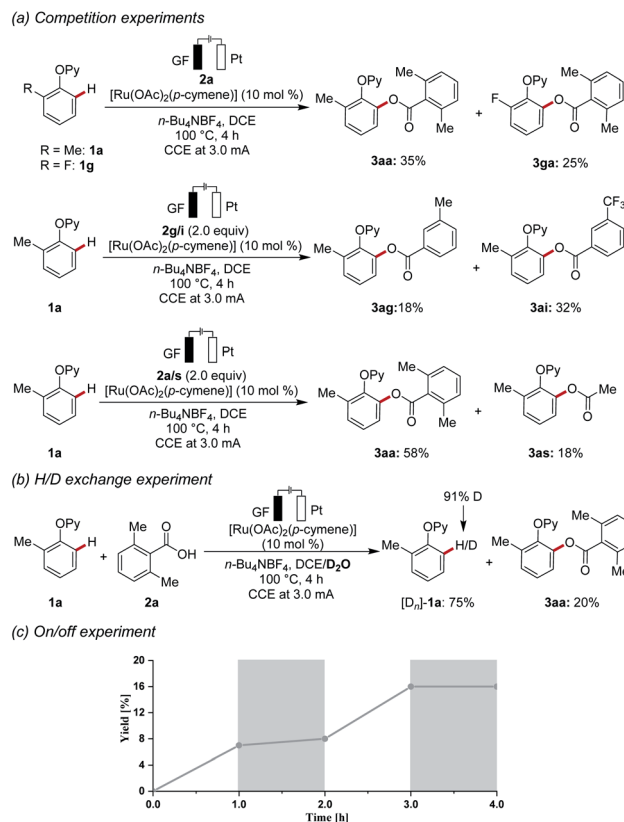 (a) Competition experiments
OPy
R
H
R = Me: 1a
R = F: 1g
GF
Pt
2a
[Ru(OAc)2(p-cymene)] (10 mol %)
n-Bu4NBF4, DCE
100 °C, 4 h
CCE at 3.0 mA
OPy
Me
Me
O
O
Me
3aa: 35%
+
OPy
F
Me
O
O
Me
3ga: 25%
OPy
Me
H
1a
GF
Pt
2g/i (2.0 equiv)
[Ru(OAc)2(p-cymene)] (10 mol %)
n-Bu4NBF4, DCE
100 °C, 4 h
CCE at 3.0 mA
Me
OPy
Me
O
O
3ag:18%
+
CF3
OPy
Me
O
O
3ai: 32%
OPy
Me
H
1a
GF
Pt
2a/s (2.0 equiv)
[Ru(OAc)2(p-cymene)] (10 mol %)
n-Bu4NBF4, DCE
100 °C, 4 h
CCE at 3.0 mA
OPy
Me
Me
O
O
Me
3aa: 58%
+
OPy
Me
O
Me
O
3as: 18%
(b) H/D exchange experiment
OPy
Me
H
1a
+
Me
O
OH
Me
2a
GF
Pt
[Ru(OAc)2(p-cymene)]
(10 mol %)
n-Bu4NBF4, DCE/D2O
100 °C, 4 h
CCE at 3.0 mA
91% D
OPy
Me
H/D
[Dn]-1a: 75%
+
OPy
Me
Me
O
O
Me
3aa: 20%
(c) On/off experiment
Yield [%]
20
16
12
8
4
0
0.0
1.0
2.0
3.0
4.0
Time [h]